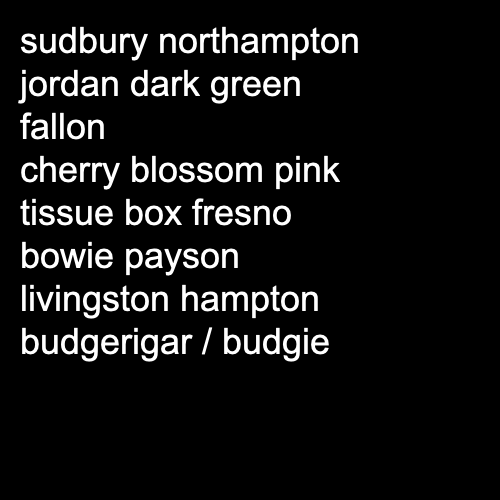 sudbury northampton
jordan dark green
fallon
cherry blossom pink
tissue box fresno
bowie payson
livingston hampton
budgerigar / budgie